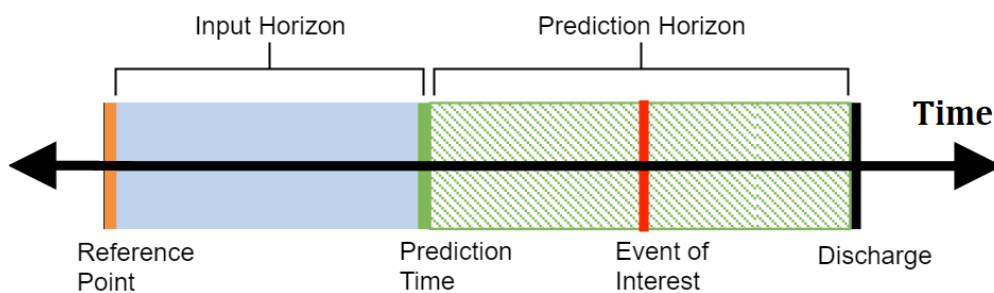 Input Horizon
Prediction Horizon
Time
Reference
Point
Prediction
Time
Event of
Interest
Discharge